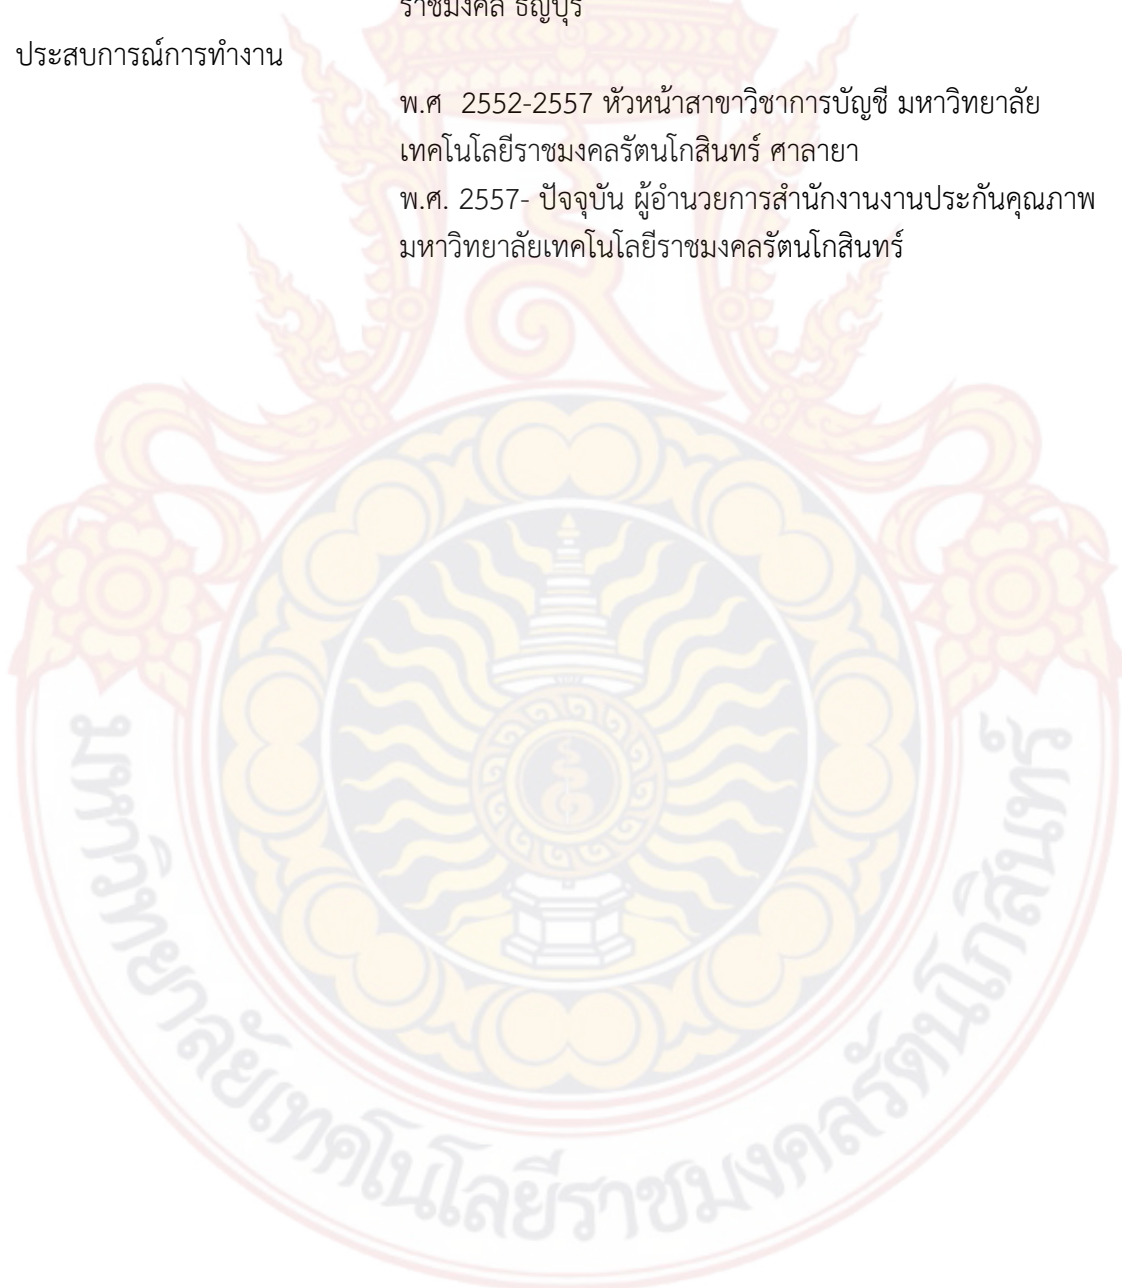 ราชมงคล ธัญบุรี
ประสบการณ์การทำงาน
พ.ศ 2552-2557 หัวหน้าสาขาวิชาการบัญชี มหาวิทยาลัย
เทคโนโลยีราชมงคลรัตนโกสินทร์ ศาลายา
พ.ศ. 2557- ปัจจุบัน ผู้อำนวยการสำนักงานงานประกันคุณภาพ
มหาวิทยาลัยเทคโนโลยีราชมงคลรัตนโกสินทร์
มหาวิทยาลัยเทคโนโลยีราชมงคลรัตนโกสินทร์